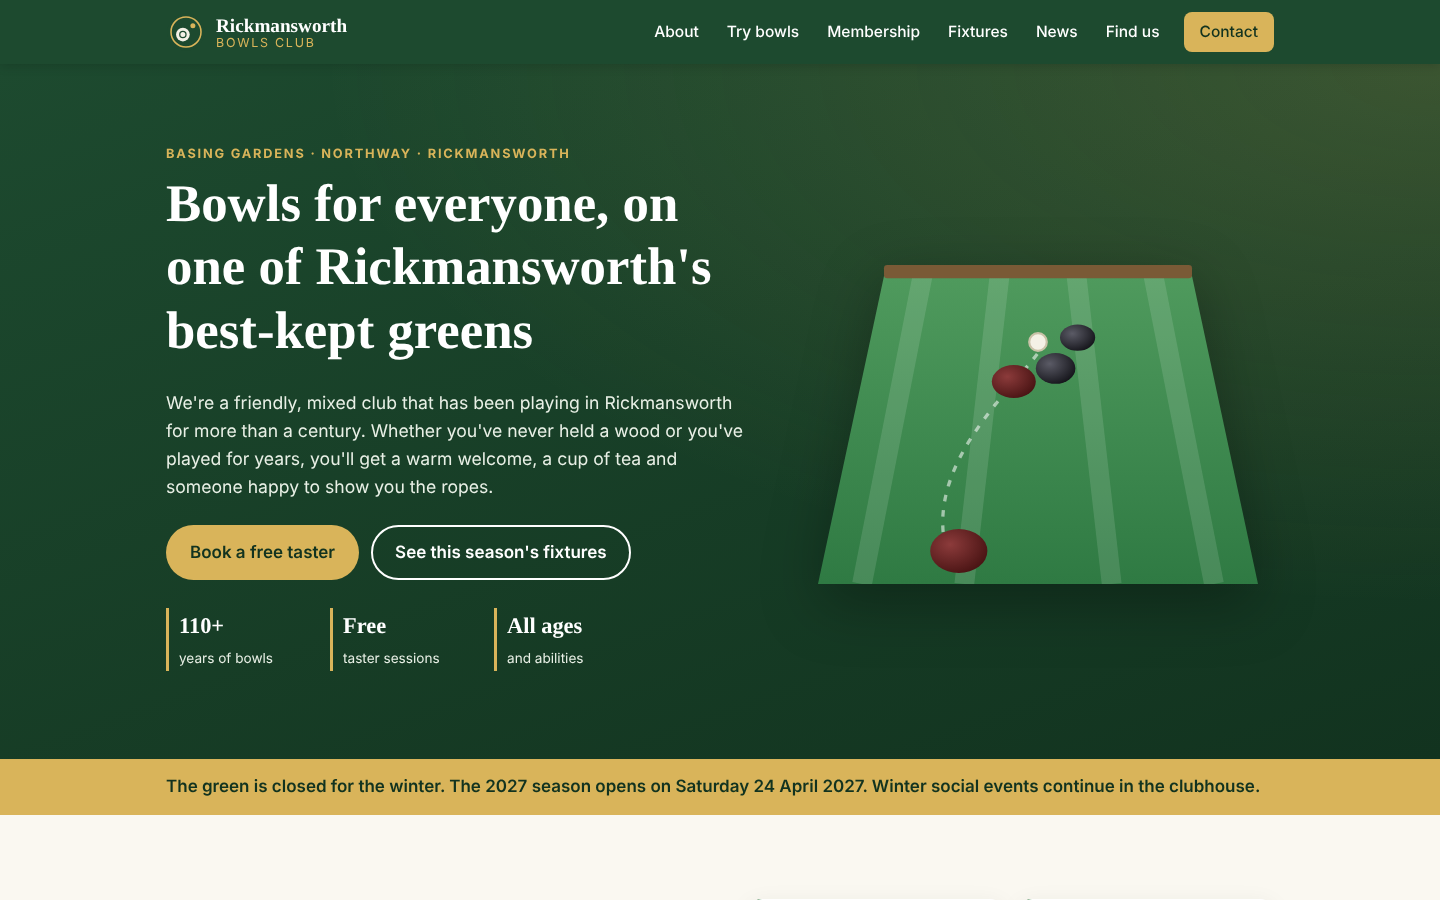 Rickmansworth
BOWLS CLUB
About
Try bowls
Membership
Fixtures
News
Find us
Contact
BASING GARDENS · NORTHWAY · RICKMANSWORTH
Bowls for everyone, on
one of Rickmansworth's
best-kept greens
We're a friendly, mixed club that has been playing in Rickmansworth
for more than a century. Whether you've never held a wood or you've
played for years, you'll get a warm welcome, a cup of tea and
someone happy to show you the ropes.
Book a free taster
See this season's fixtures
110+
years of bowls
Free
taster sessions
All ages
and abilities
The green is closed for the winter. The 2027 season opens on Saturday 24 April 2027. Winter social events continue in the clubhouse.